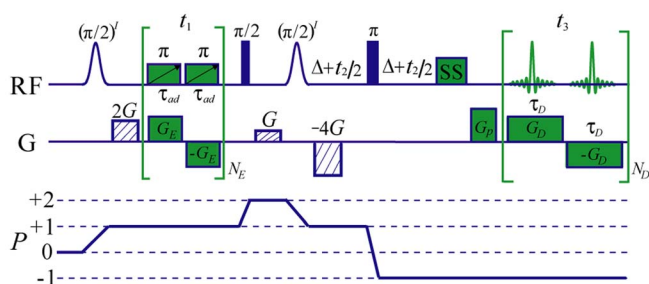 t₁ t₃
(π/2)ᴵ π π π/2 (π/2)ᴵ π
Δ+t₂/2 Δ+t₂/2 SS
RF
τad τad τD
2G G -4G τD
G GE -GE Gp GD -GD
NE ND
+2
+1
P 0
-1